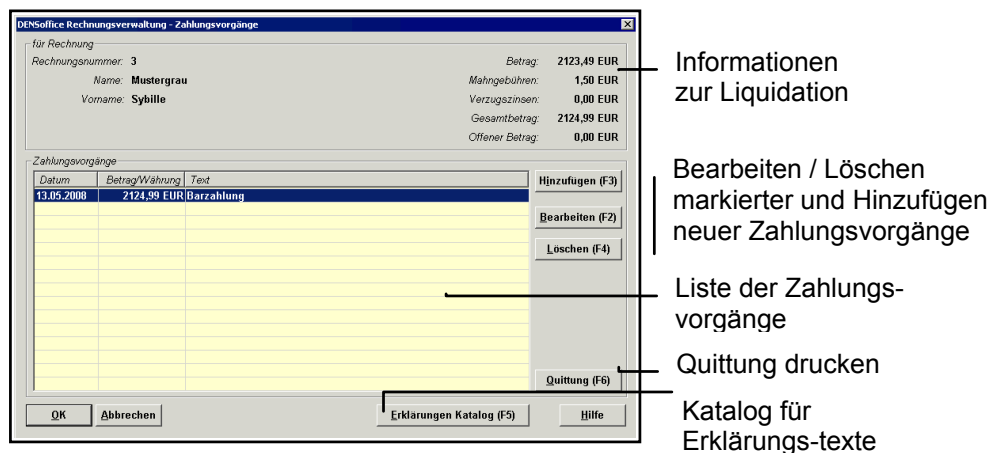 DENSoffice Rechnungsverwaltung - Zahlungsvorgänge
für Rechnung
Rechnungsnummer: 3
Name: Mustergrau
Vorname: Sybille
Betrag: 2123,49 EUR
Mahngebühren: 1,50 EUR
Verzugszinsen: 0,00 EUR
Gesamtbetrag: 2124,99 EUR
Offener Betrag: 0,00 EUR
Zahlungsvorgänge
Datum Betrag/Währung Text
13.05.2008 2124,99 EUR Barzahlung
Hinzufügen (F3)
Bearbeiten (F2)
Löschen (F4)
Quittung (F6)
OK Abbrechen Erklärungen Katalog (F5) Hilfe
Informationen
zur Liquidation
Bearbeiten / Löschen
markierter und Hinzufügen
neuer Zahlungsvorgänge
Liste der Zahlungs-
vorgänge
Quittung drucken
Katalog für
Erklärungs-texte